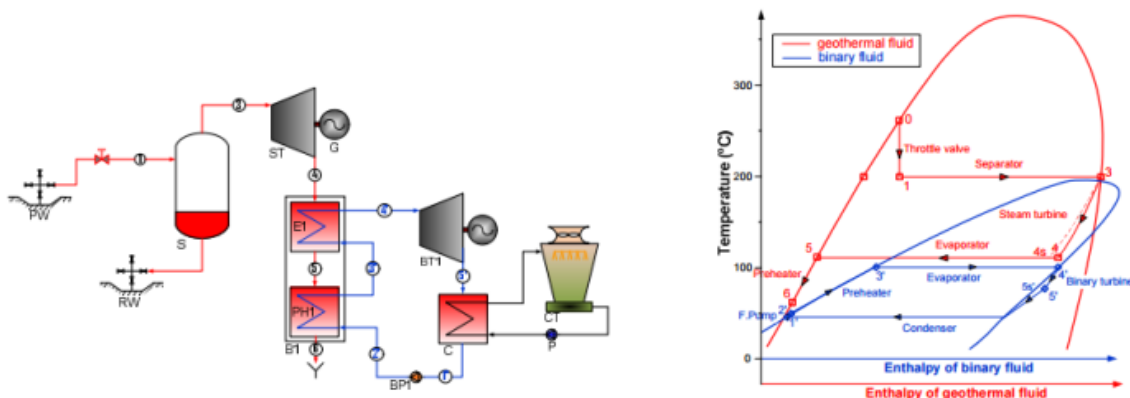 3
ST
G
1
4
PW
S
E1
4'
BT1
5
3'
5'
RW
PH1
CT
P
B1
6
2'
C
BP1
1'
geothermal fluid
binary fluid
Temperature (ºC)
300
200
100
0
0
Throttle valve
Separator
1
3
Steam turbine
5
Evaporator
4s
4
Preheater
3'
Evaporator
4'
6
Preheater
5s'
5'
Binary turbine
F.Pump
2'
1'
Condenser
Enthalpy of binary fluid
Enthalpy of geothermal fluid